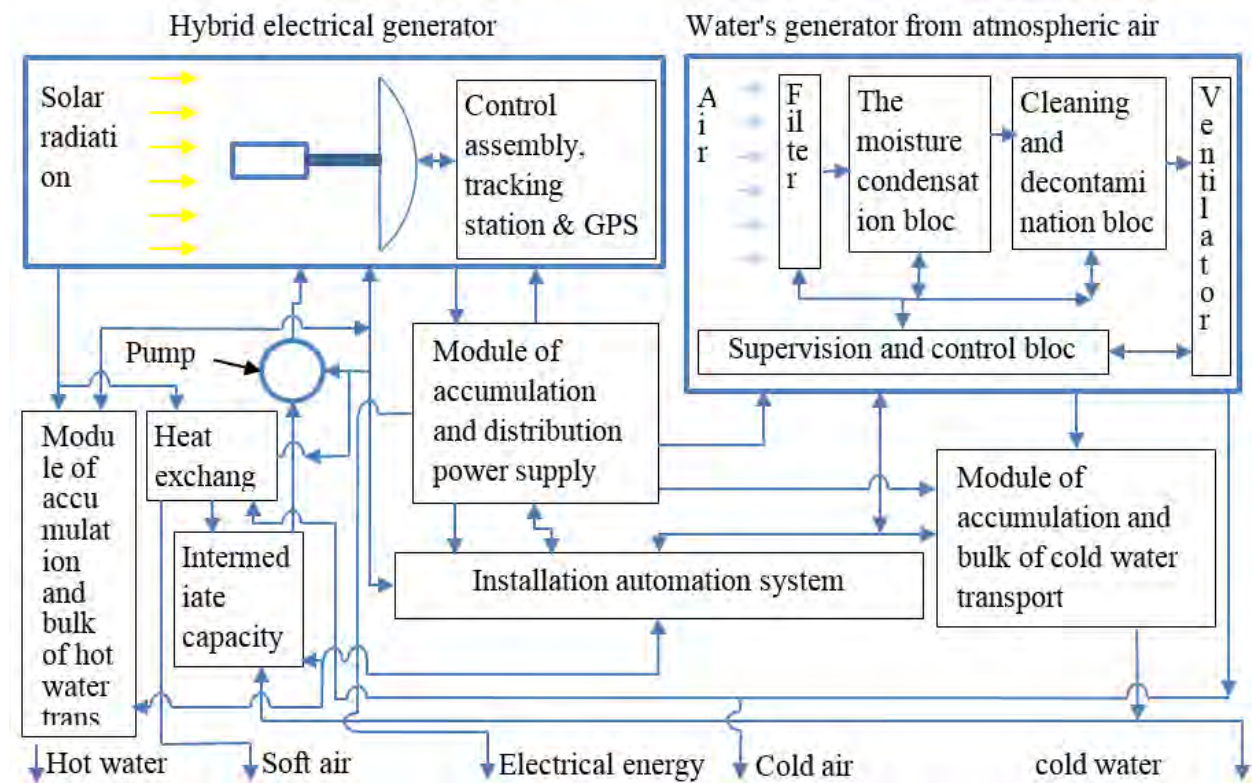 Hybrid electrical generator
Water's generator from atmospheric air
Solar
radiati
on
Control
assembly,
tracking
station & GPS
A
ir
F
il
te
r
The
moisture
condensat
ion bloc
Cleaning
and
decontami
nation bloc
V
e
n
ti
l
a
t
o
r
Supervision and control bloc
Pump
Module of
accumulation
and distribution
power supply
Modu
le of
accu
mulat
ion
and
bulk
of hot
water
trans
Heat
exchang
Intermed
iate
capacity
Installation automation system
Module of
accumulation and
bulk of cold water
transport
Hot water
Soft air
Electrical energy
Cold air
cold water